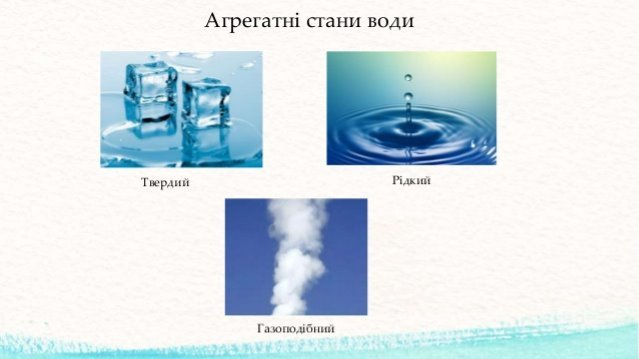 Агрегатні стани води
Твердий
Рідкий
Газоподібний